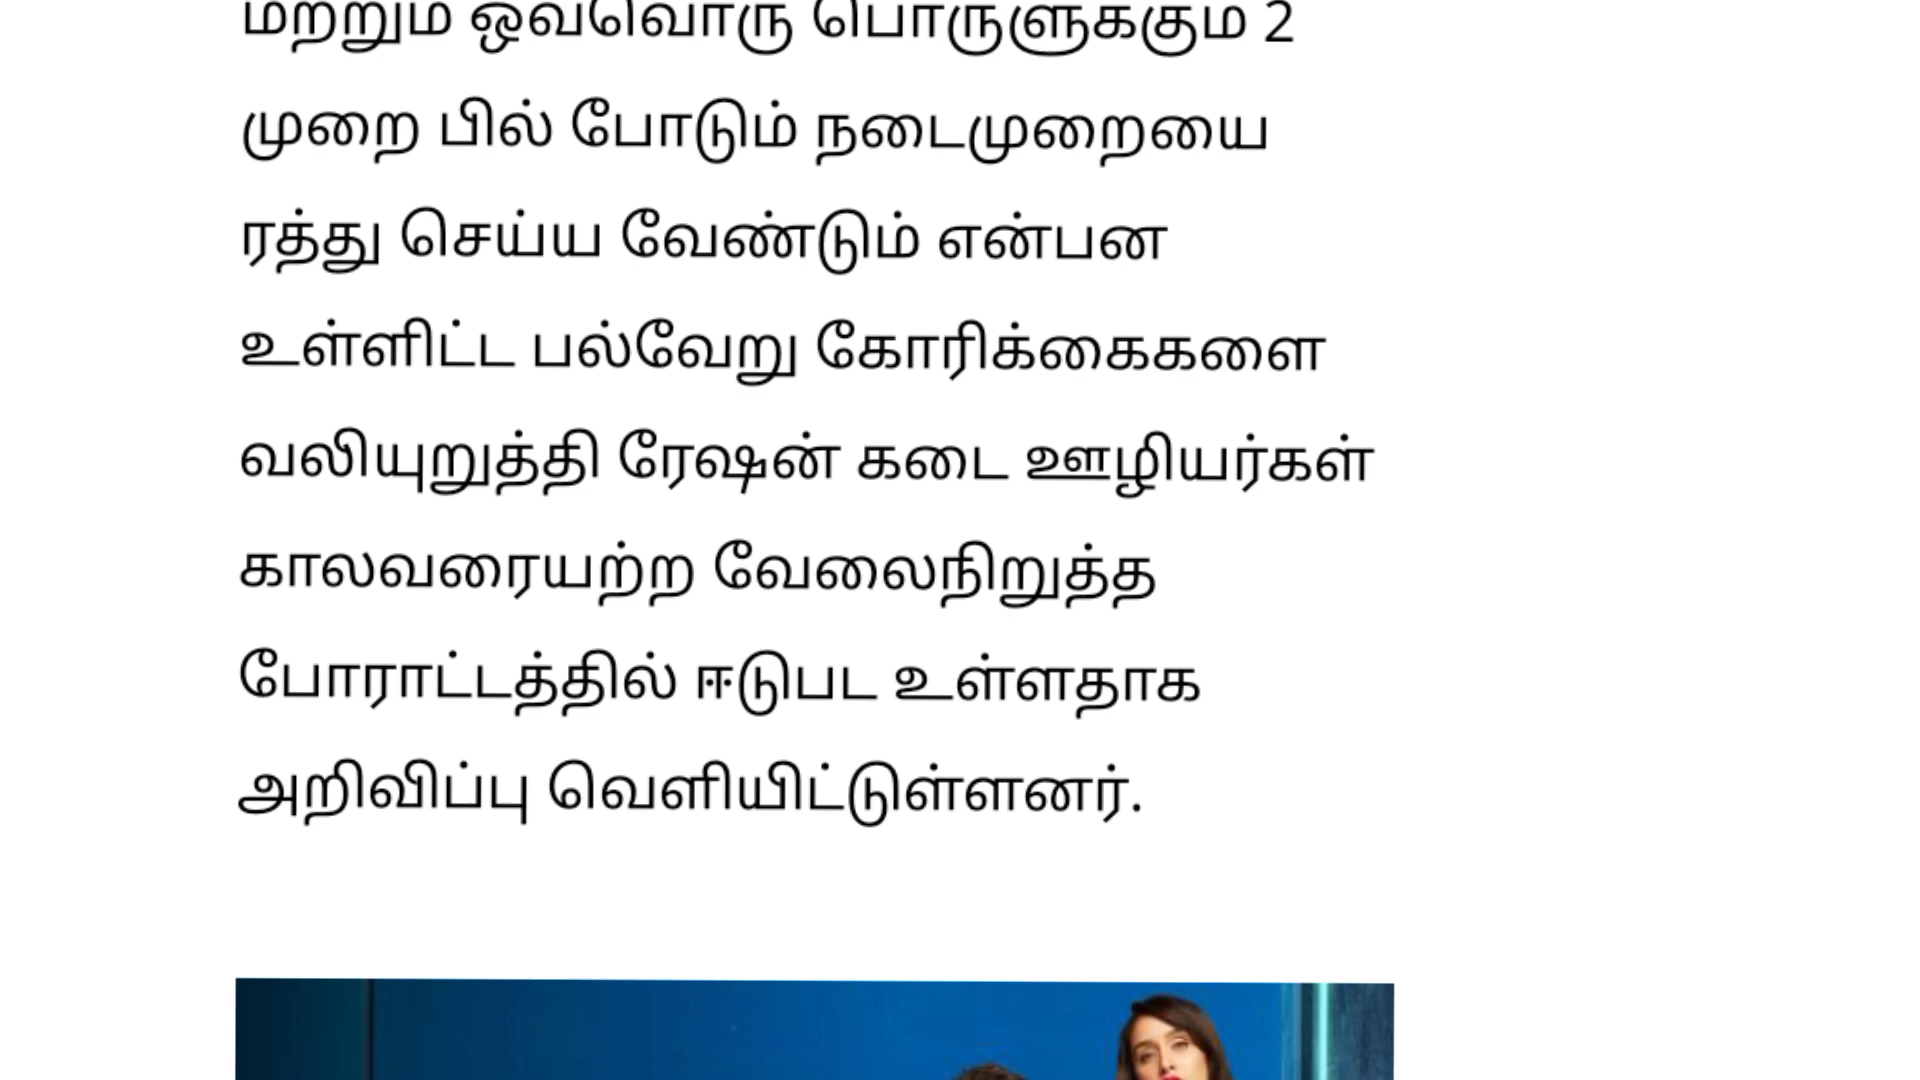 மற்றும் ஒவ்வொரு பொருளுக்கும் 2
முறை பில் போடும் நடைமுறையை
ரத்து செய்ய வேண்டும் என்பன
உள்ளிட்ட பல்வேறு கோரிக்கைகளை
வலியுறுத்தி ரேஷன் கடை ஊழியர்கள்
காலவரையற்ற வேலைநிறுத்த
போராட்டத்தில் ஈடுபட உள்ளதாக
அறிவிப்பு வெளியிட்டுள்ளனர்.